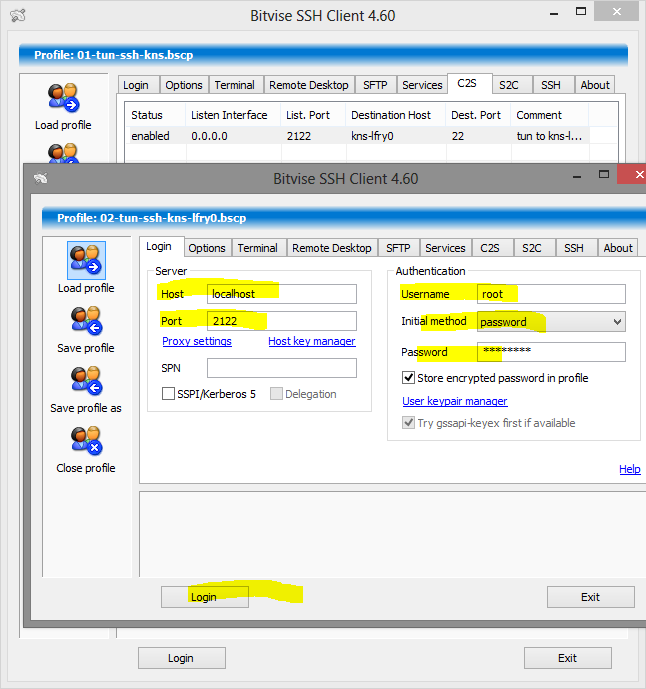 Bitvise SSH Client 4.60
Profile: 01-tun-ssh-kns.bscp
Load profile
Login Options Terminal Remote Desktop SFTP Services C2S S2C SSH About
Status Listen Interface List. Port Destination Host Dest. Port Comment
enabled 0.0.0.0 2122 kns-lfry0 22 tun to kns-l...
Bitvise SSH Client 4.60
Profile: 02-tun-ssh-kns-lfry0.bscp
Load profile
Save profile
Save profile as
Close profile
Login Options Terminal Remote Desktop SFTP Services C2S S2C SSH About
Server
Host localhost
Port 2122
Proxy settings Host key manager
SPN
SSPI/Kerberos 5 Delegation
Authentication
Username root
Initial method password
Password ********
Store encrypted password in profile
User keypair manager
Try gssapi-keyex first if available
Help
Login Exit
Login Exit